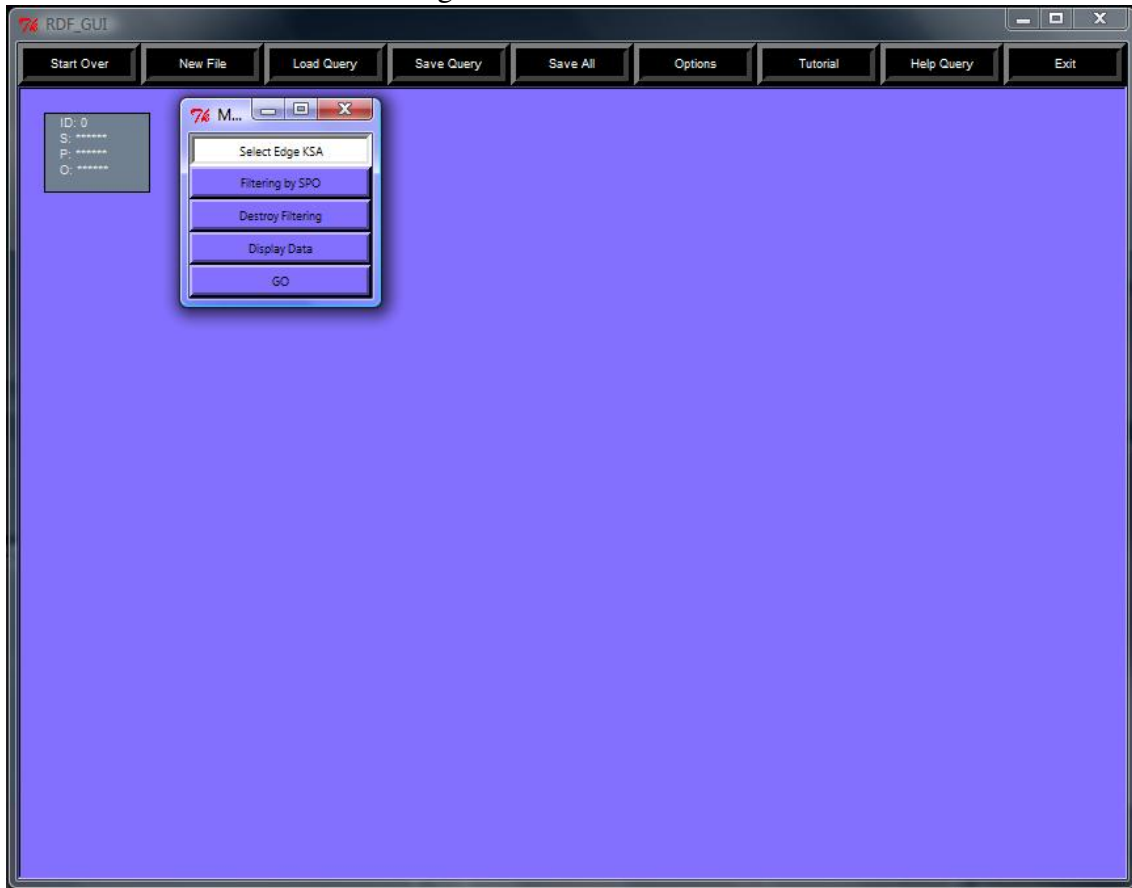 RDF_GUI
Start Over New File Load Query Save Query Save All Options Tutorial Help Query Exit
ID: 0
S: ******
P: ******
O: ******
M...
Select Edge KSA
Filtering by SPO
Destroy Filtering
Display Data
GO